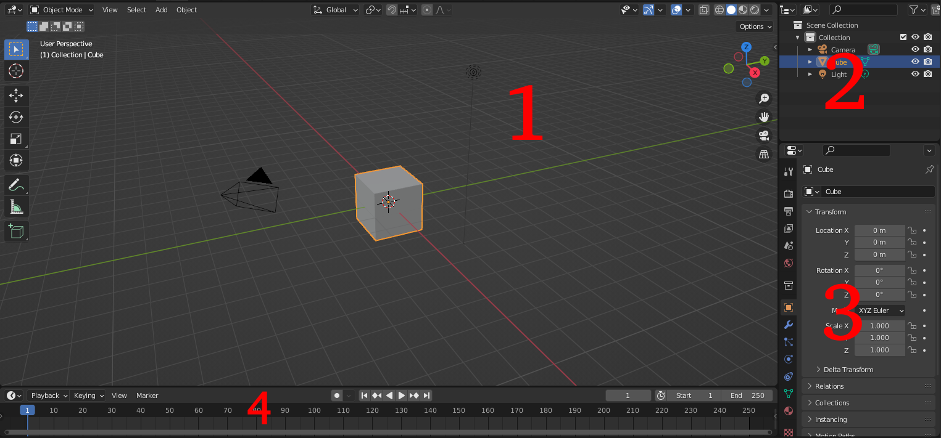 Object Mode View Select Add Object Global
Options
User Perspective
(1) Collection | Cube
X
Y
Z
1
Scene Collection
Collection
Camera
Cube
Light
2
Cube
Cube
Transform
Location X 0 m
Y 0 m
Z 0 m
Rotation X 0°
Y 0°
Z 0°
XYZ Euler
3
Scale X 1.000
1.000
Z 1.000
Delta Transform
Relations
Collections
Instancing
Motion Paths
Playback Keying View Marker 1 Start 1 End 250
4
1 10 20 30 40 50 60 70 80 90 100 110 120 130 140 150 160 170 180 190 200 210 220 230 240 250